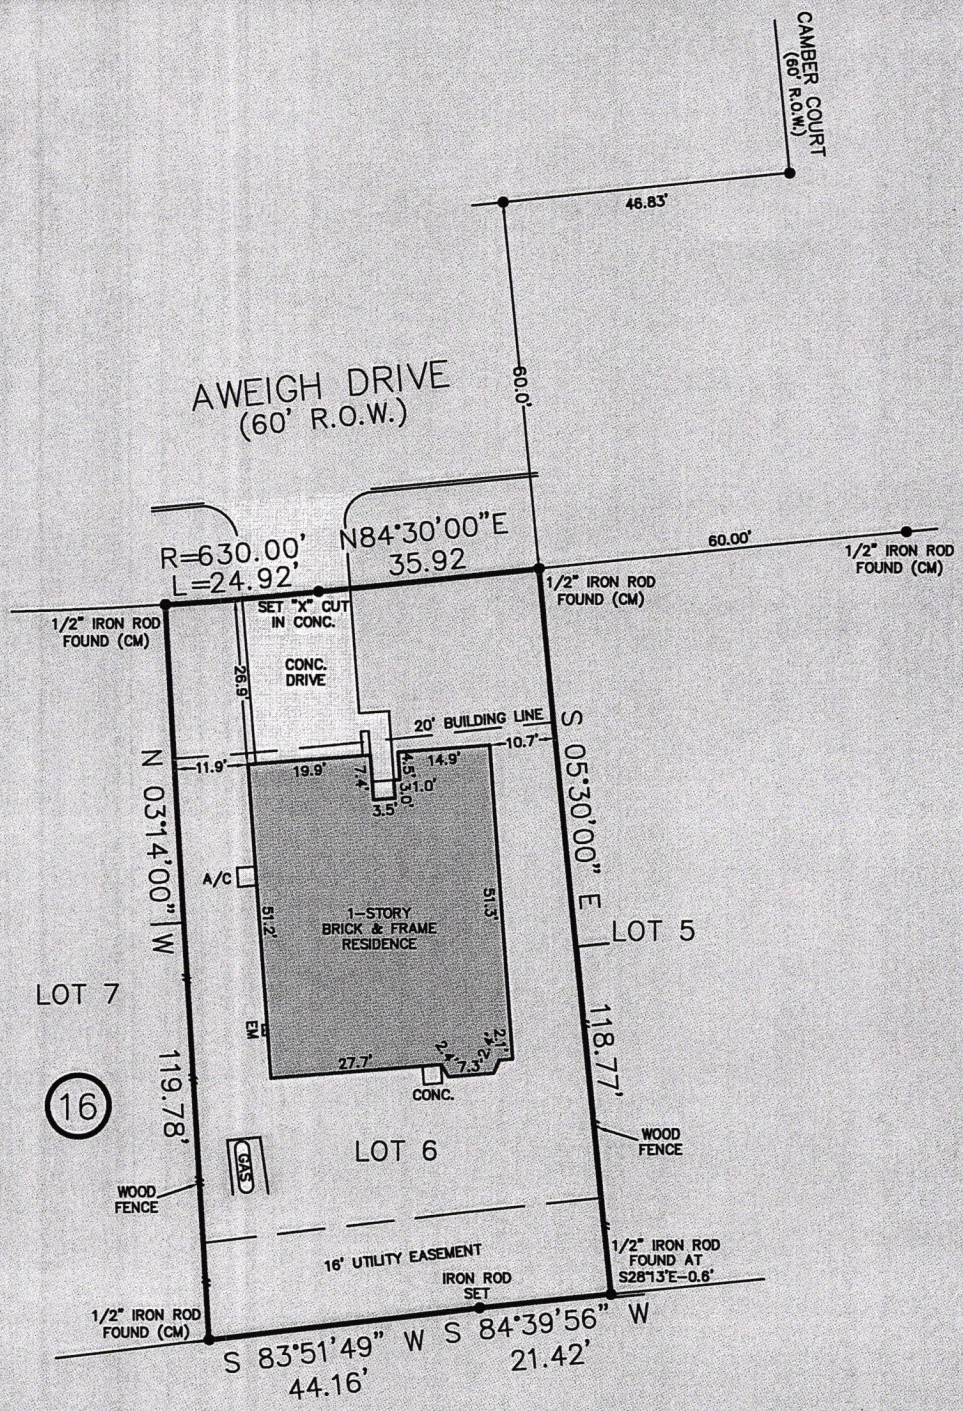 CAMBER COURT
(60' R.O.W.)
46.83'
60.0'
AWEIGH DRIVE
(60' R.O.W.)
R=630.00'
L=24.92'
N84°30'00"E
35.92
60.00'
1/2" IRON ROD
FOUND (CM)
1/2" IRON ROD
FOUND (CM)
1/2" IRON ROD
FOUND (CM)
SET "X" CUT
IN CONC.
CONC.
DRIVE
26.9'
20' BUILDING LINE
11.9'
19.9'
7.4'
4.5'
3.0'
1.0'
3.5'
14.9'
10.7'
N 03°14'00" W
119.78'
S 05°30'00" E
118.77'
A/C
51.2'
51.3'
1-STORY
BRICK & FRAME
RESIDENCE
LOT 5
LOT 7
EM
27.7'
2.4'
7.3'
2.4'
2.1'
CONC.
16
LOT 6
GAS
WOOD
FENCE
WOOD
FENCE
16' UTILITY EASEMENT
IRON ROD
SET
1/2" IRON ROD
FOUND AT
S28°13'E-0.6'
1/2" IRON ROD
FOUND (CM)
S 83°51'49" W
44.16'
S 84°39'56" W
21.42'